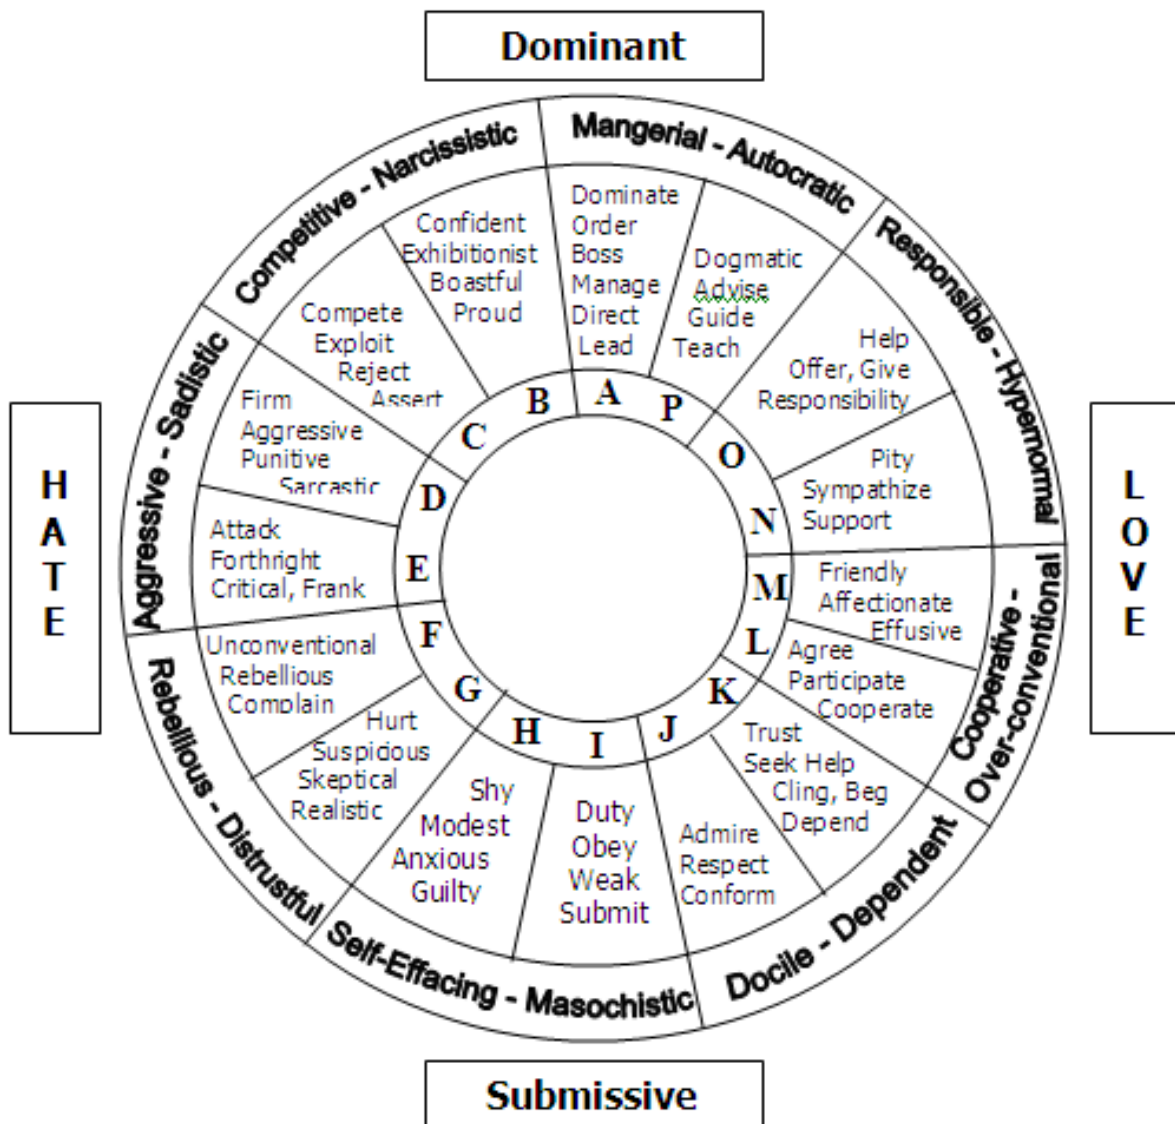 Dominant
Mangerial - Autocratic
Responsible - Hypernormal
Cooperative -
Over-conventional
Docile - Dependent
Self-Effacing - Masochistic
Rebellious - Distrustful
Aggressive - Sadistic
Competitive - Narcissistic
HATE
LOVE
Dominate
Order
Boss
Manage
Direct
Lead
Dogmatic
Advise
Guide
Teach
Help
Offer, Give
Responsibility
Pity
Sympathize
Support
Friendly
Affectionate
Effusive
Agree
Participate
Cooperate
Trust
Seek Help
Cling, Beg
Depend
Admire
Respect
Conform
Duty
Obey
Weak
Submit
Shy
Modest
Anxious
Guilty
Hurt
Suspicious
Skeptical
Realistic
Unconventional
Rebellious
Complain
Attack
Forthright
Critical, Frank
Firm
Aggressive
Punitive
Sarcastic
Compete
Exploit
Reject
Assert
Confident
Exhibitionist
Boastful
Proud
A
P
O
N
M
L
K
J
I
H
G
F
E
D
C
B
Submissive